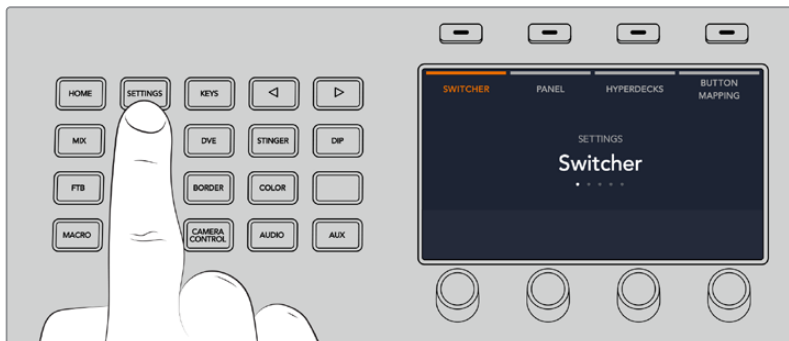 HOME SETTINGS KEYS
MIX DVE STINGER DIP
FTB BORDER COLOR
MACRO CAMERA CONTROL AUDIO AUX
SWITCHER PANEL HYPERDECKS BUTTON MAPPING
SETTINGS
Switcher